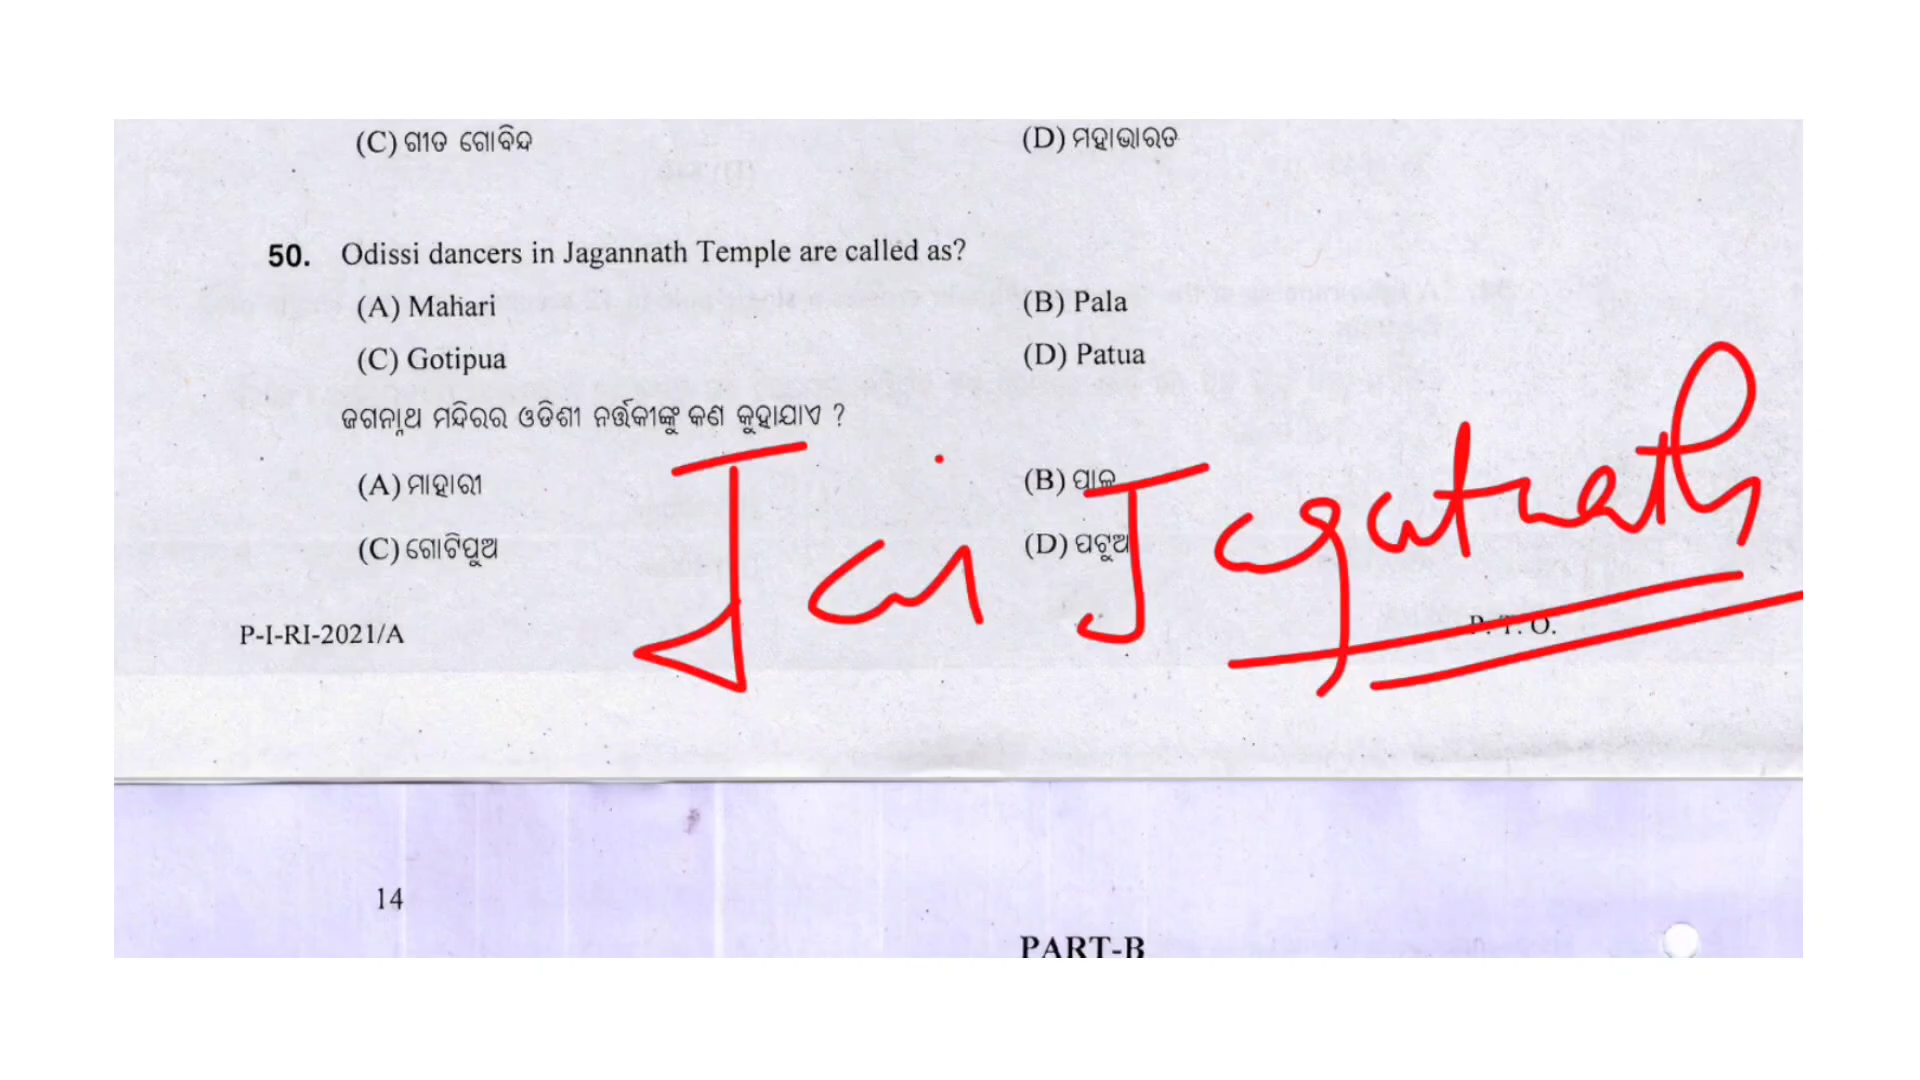 (C) ଗୀତ ଗୋବିନ୍ଦ (D) ମହାଭାରତ
50. Odissi dancers in Jagannath Temple are called as?
(A) Mahari (B) Pala
(C) Gotipua (D) Patua
ଜଗନ୍ନାଥ ମନ୍ଦିରର ଓଡିଶୀ ନର୍ତ୍ତକୀଙ୍କୁ କଣ କୁହାଯାଏ ?
(A) ମାହାରୀ (B) ପାଳ
(C) ଗୋଟିପୁଅ (D) ପଟୁଅ
Jai Jagatnath
P-I-RI-2021/A P. T. O.
14
PART-B